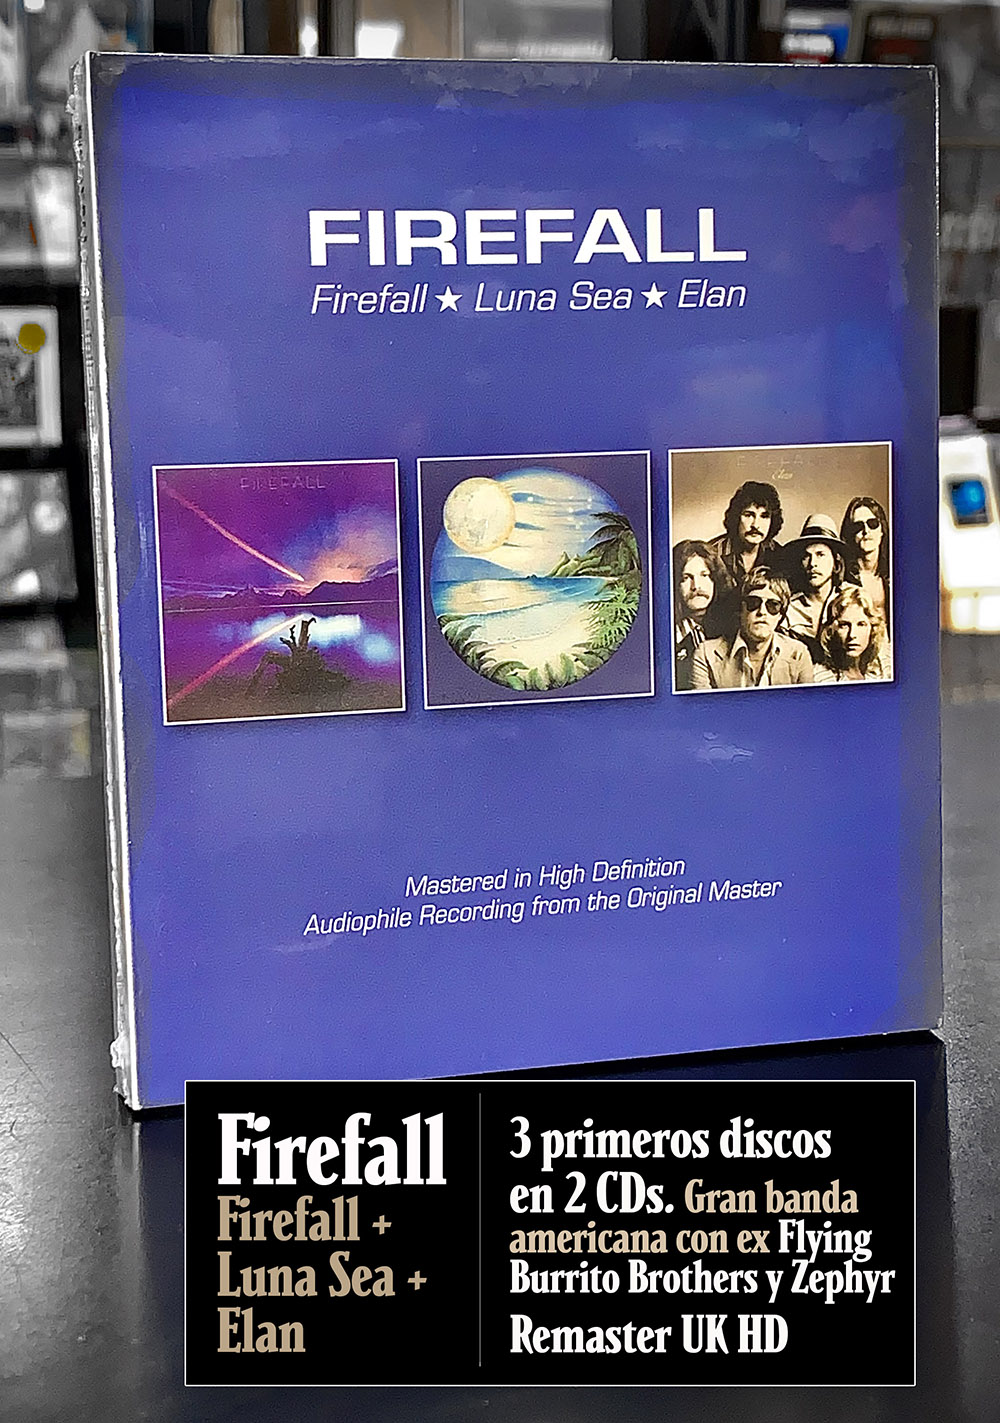 FIREFALL
Firefall ★ Luna Sea ★ Elan
FIREFALL
FIREFALL
Elan
Mastered in High Definition
Audiophile Recording from the Original Master
Firefall
Firefall +
Luna Sea +
Elan
3 primeros discos
en 2 CDs. Gran banda
americana con ex Flying
Burrito Brothers y Zephyr
Remaster UK HD